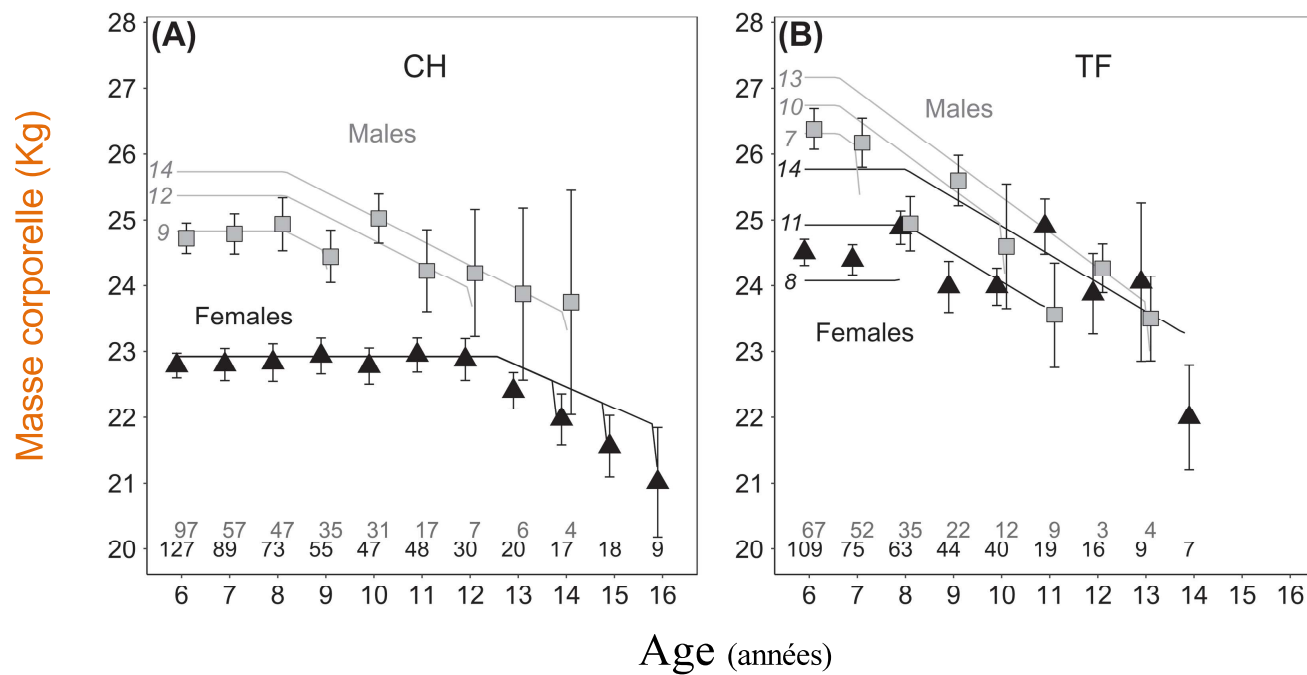 Masse corporelle (Kg)
(A)
CH
28
27
26
25
24
23
22
21
20
Males
14
12
9
Females
97 57 47 35 31 17 7 6 4
127 89 73 55 47 48 30 20 17 18 9
6 7 8 9 10 11 12 13 14 15 16
(B)
TF
28
27
26
25
24
23
22
21
20
13
10
7
14
11
8
Males
Females
67 52 35 22 12 9 3 4
109 75 63 44 40 19 16 9 7
6 7 8 9 10 11 12 13 14 15 16
Age (années)